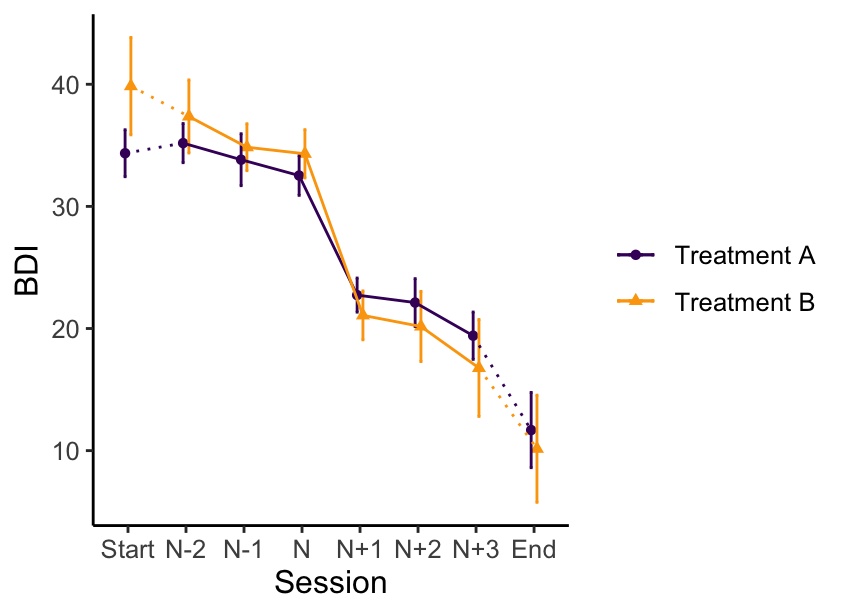 40
30
20
10
BDI
Start N-2 N-1 N N+1 N+2 N+3 End
Session
Treatment A
Treatment B